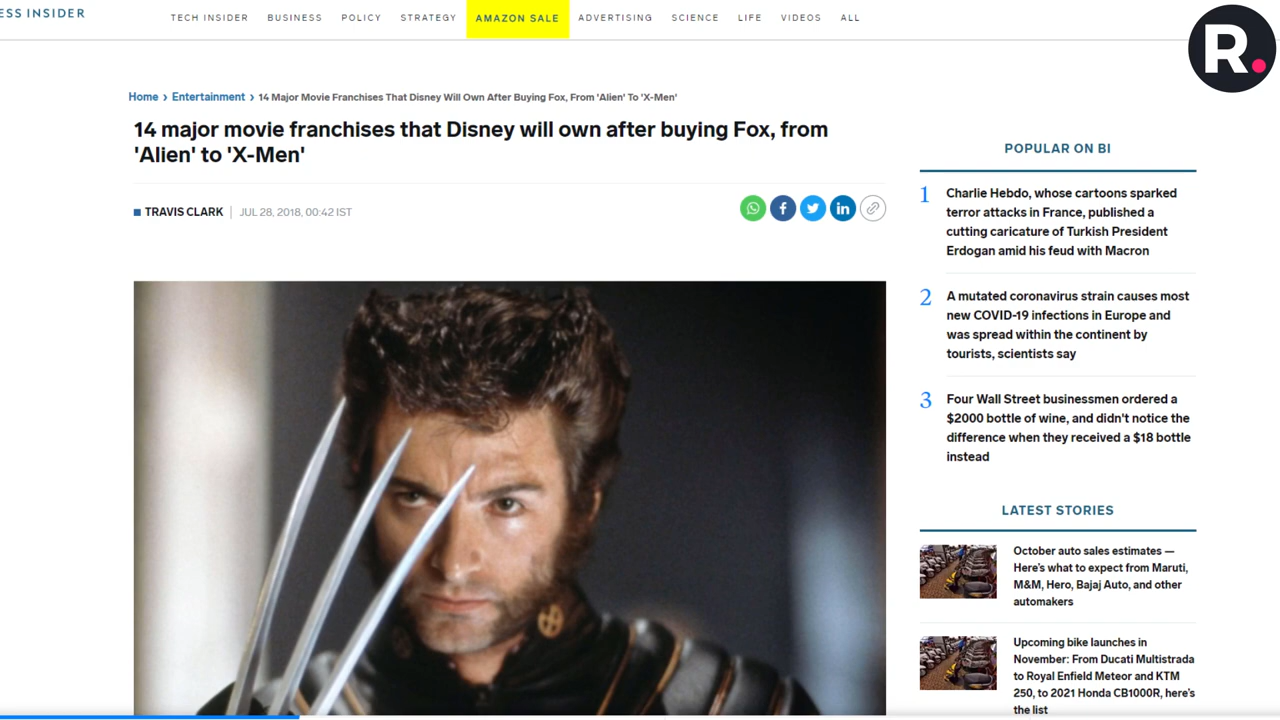 ESS INSIDER
TECH INSIDER BUSINESS POLICY STRATEGY AMAZON SALE ADVERTISING SCIENCE LIFE VIDEOS ALL
R.
Home › Entertainment › 14 Major Movie Franchises That Disney Will Own After Buying Fox, From 'Alien' To 'X-Men'
14 major movie franchises that Disney will own after buying Fox, from
'Alien' to 'X-Men'
TRAVIS CLARK | JUL 28, 2018, 00:42 IST
f in
POPULAR ON BI
1 Charlie Hebdo, whose cartoons sparked
terror attacks in France, published a
cutting caricature of Turkish President
Erdogan amid his feud with Macron
2 A mutated coronavirus strain causes most
new COVID-19 infections in Europe and
was spread within the continent by
tourists, scientists say
3 Four Wall Street businessmen ordered a
$2000 bottle of wine, and didn't notice the
difference when they received a $18 bottle
instead
LATEST STORIES
October auto sales estimates —
Here's what to expect from Maruti,
M&M, Hero, Bajaj Auto, and other
automakers
Upcoming bike launches in
November: From Ducati Multistrada
to Royal Enfield Meteor and KTM
250, to 2021 Honda CB1000R, here's
the list